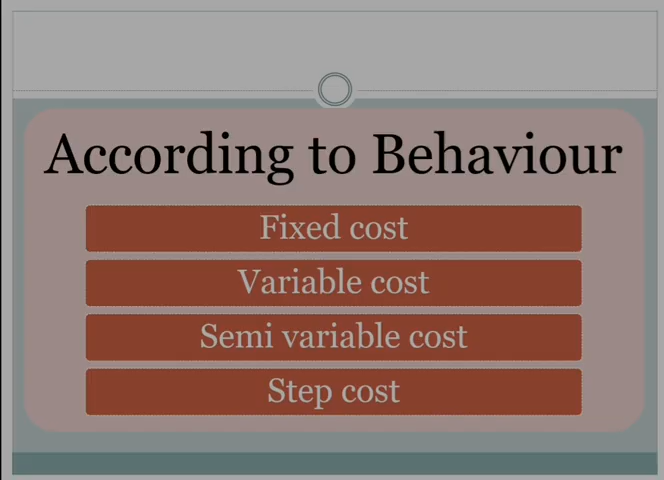 According to Behaviour
Fixed cost
Variable cost
Semi variable cost
Step cost